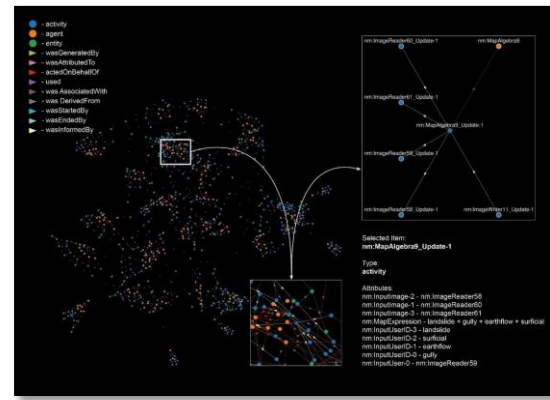 - activity
- agent
- entity
- wasGeneratedBy
- wasAttributedTo
- actedOnBehalfOf
- used
- was AssociatedWith
- was DerivedFrom
- wasStartedBy
- wasEndedBy
- wasInformedBy
nm:ImageReader60_Update-1
nm:MapAlgebra9
nm:ImageReader61_Update-1
nm:MapAlgebra9_Update-1
nm:ImageReader59_Update-1
nm:ImageReader58_Update-1
nm:ImageWriter11_Update-1
Selected Item:
nm:MapAlgebra9_Update-1
Type:
activity
Attributes:
nm:InputImage-2 - nm:ImageReader58
nm:InputImage-1 - nm:ImageReader60
nm:InputImage-3 - nm:ImageReader61
nm:MapExpression - landslide + gully + earthflow + surficial
nm:InputUserID-3 - landslide
nm:InputUserID-2 - surficial
nm:InputUserID-1 - earthflow
nm:InputUserID-0 - gully
nm:InputUser-0 - nm:ImageReader59